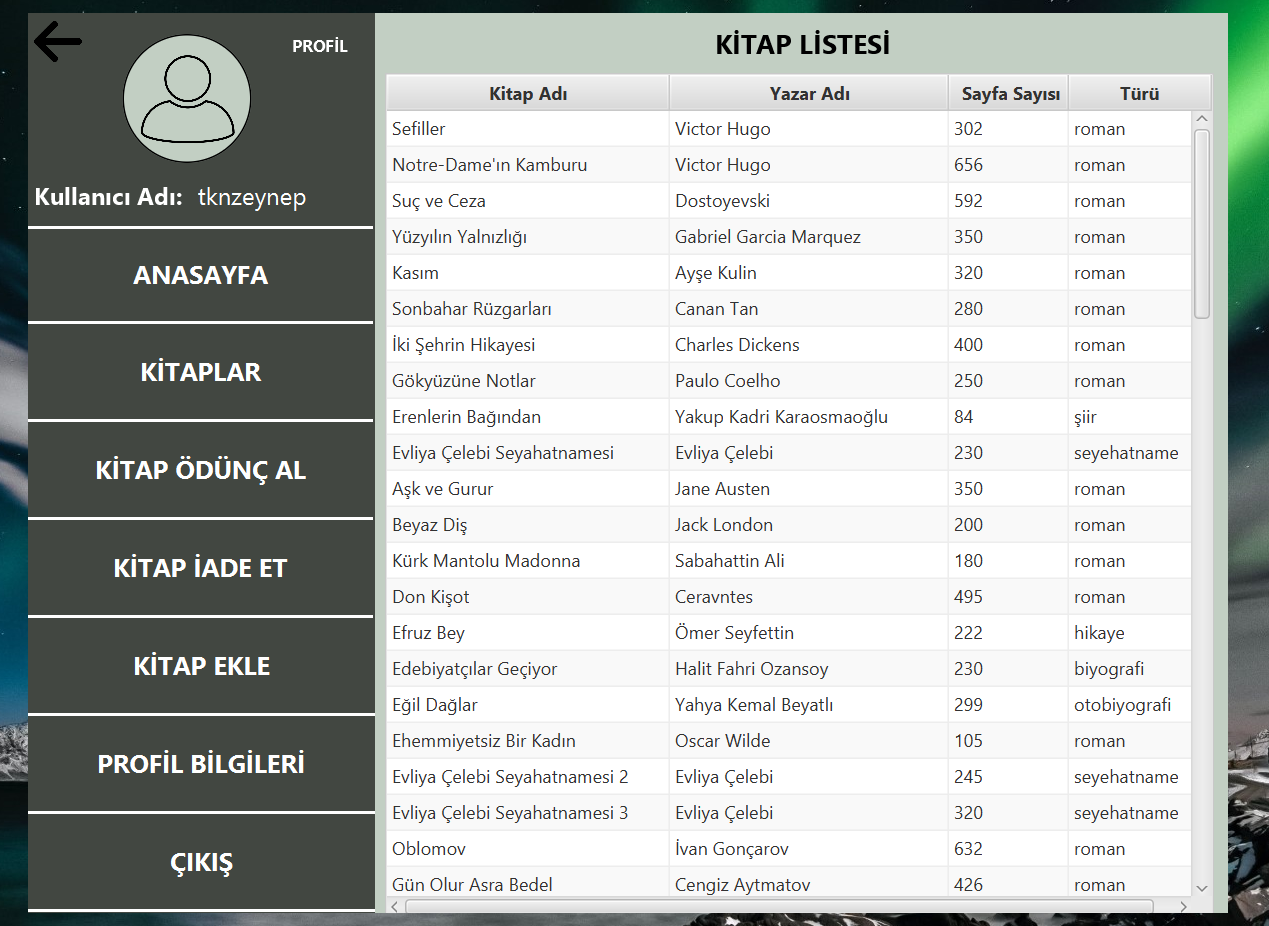 PROFİL
Kullanıcı Adı: tknzeynep
ANASAYFA
KİTAPLAR
KİTAP ÖDÜNÇ AL
KİTAP İADE ET
KİTAP EKLE
PROFİL BİLGİLERİ
ÇIKIŞ
KİTAP LİSTESİ
Kitap Adı Yazar Adı Sayfa Sayısı Türü
Sefiller Victor Hugo 302 roman
Notre-Dame'ın Kamburu Victor Hugo 656 roman
Suç ve Ceza Dostoyevski 592 roman
Yüzyılın Yalnızlığı Gabriel Garcia Marquez 350 roman
Kasım Ayşe Kulin 320 roman
Sonbahar Rüzgarları Canan Tan 280 roman
İki Şehrin Hikayesi Charles Dickens 400 roman
Gökyüzüne Notlar Paulo Coelho 250 roman
Erenlerin Bağından Yakup Kadri Karaosmaoğlu 84 şiir
Evliya Çelebi Seyahatnamesi Evliya Çelebi 230 seyehatname
Aşk ve Gurur Jane Austen 350 roman
Beyaz Diş Jack London 200 roman
Kürk Mantolu Madonna Sabahattin Ali 180 roman
Don Kişot Ceravntes 495 roman
Efruz Bey Ömer Seyfettin 222 hikaye
Edebiyatçılar Geçiyor Halit Fahri Ozansoy 230 biyografi
Eğil Dağlar Yahya Kemal Beyatlı 299 otobiyografi
Ehemmiyetsiz Bir Kadın Oscar Wilde 105 roman
Evliya Çelebi Seyahatnamesi 2 Evliya Çelebi 245 seyehatname
Evliya Çelebi Seyahatnamesi 3 Evliya Çelebi 320 seyehatname
Oblomov İvan Gonçarov 632 roman
Gün Olur Asra Bedel Cengiz Aytmatov 426 roman